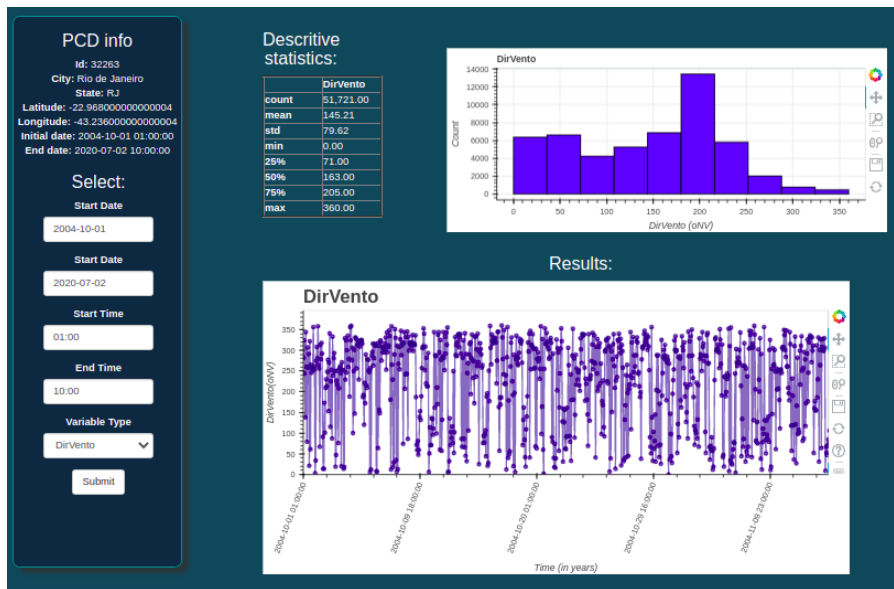 PCD info
Id: 32263
City: Rio de Janeiro
State: RJ
Latitude: -22.968000000000004
Longitude: -43.236000000000004
Initial date: 2004-10-01 01:00:00
End date: 2020-07-02 10:00:00
Select:
Start Date
2004-10-01
Start Date
2020-07-02
Start Time
01:00
End Time
10:00
Variable Type
DirVento
Submit
Descritive
statistics:
DirVento
count 51,721.00
mean 145.21
std 79.62
min 0.00
25% 71.00
50% 163.00
75% 205.00
max 360.00
DirVento
Count
14000
12000
10000
8000
6000
4000
2000
0
0 50 100 150 200 250 300 350
DirVento (oNV)
Results:
DirVento
DirVento(oNV)
350
300
250
200
150
100
50
0
2004-10-01 01:00:00
2004-10-09 18:00:00
2004-10-20 01:00:00
2004-10-29 16:00:00
2004-11-09 23:00:00
Time (in years)